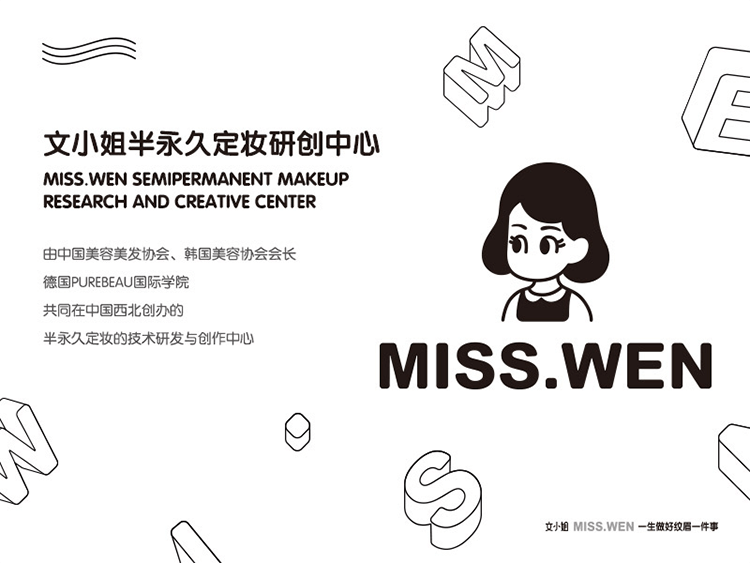 文小姐半永久定妆研创中心
MISS.WEN SEMIPERMANENT MAKEUP
RESEARCH AND CREATIVE CENTER
由中国美容美发协会、韩国美容协会会长
德国PUREBEAU国际学院
共同在中国西北创办的
半永久定妆的技术研发与创作中心
M
E
MISS.WEN
W
S
文小姐 MISS.WEN 一生做好纹眉一件事